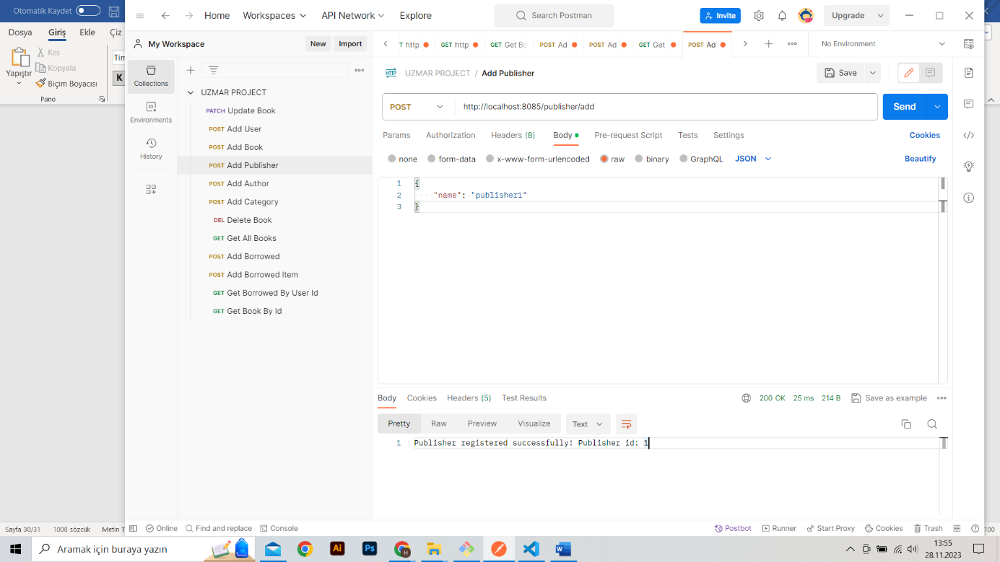 Otomatik Kaydet
Dosya Giriş Ekle Çiz
Yapıştır
Kes
Kopyala
Biçim Boyacısı
Pano
Tim
K
Home Workspaces API Network Explore
Search Postman
Invite
Upgrade
My Workspace
New Import
T http GET http GET Get Bo POST Ad POST Ad GET Get POST Ad
No Environment
Collections
Environments
History
UZMAR PROJECT
PATCH Update Book
POST Add User
POST Add Book
POST Add Publisher
POST Add Author
POST Add Category
DEL Delete Book
GET Get All Books
POST Add Borrowed
POST Add Borrowed Item
GET Get Borrowed By User Id
GET Get Book By Id
HTTP UZMAR PROJECT / Add Publisher
Save
POST http://localhost:8085/publisher/add
Send
Params Authorization Headers (8) Body Pre-request Script Tests Settings Cookies
none form-data x-www-form-urlencoded raw binary GraphQL JSON Beautify
1 {
2 "name": "publisher1"
3 }
Body Cookies Headers (5) Test Results 200 OK 25 ms 214 B Save as example
Pretty Raw Preview Visualize Text
1 Publisher registered successfully! Publisher id: 1
Sayfa 30/31 1008 sözcük Metin T
Online Find and replace Console Postbot Runner Start Proxy Cookies Trash
100
Aramak için buraya yazın
Ai
Ps
H
W
13:55
28.11.2023